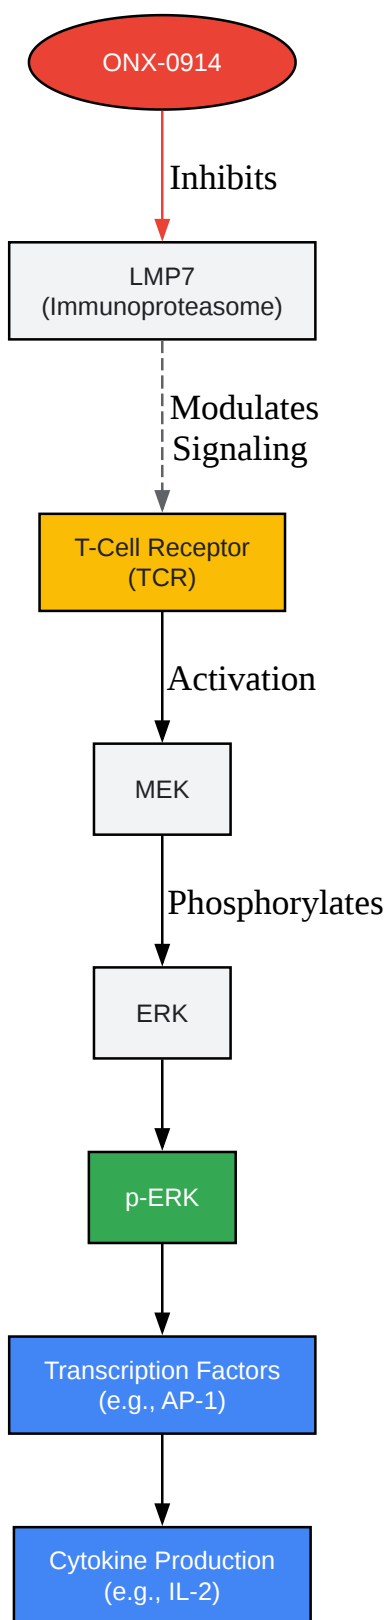 ONX-0914
Inhibits
LMP7
(Immunoproteasome)
Modulates
Signaling
T-Cell Receptor
(TCR)
Activation
MEK
Phosphorylates
ERK
p-ERK
Transcription Factors
(e.g., AP-1)
Cytokine Production
(e.g., IL-2)